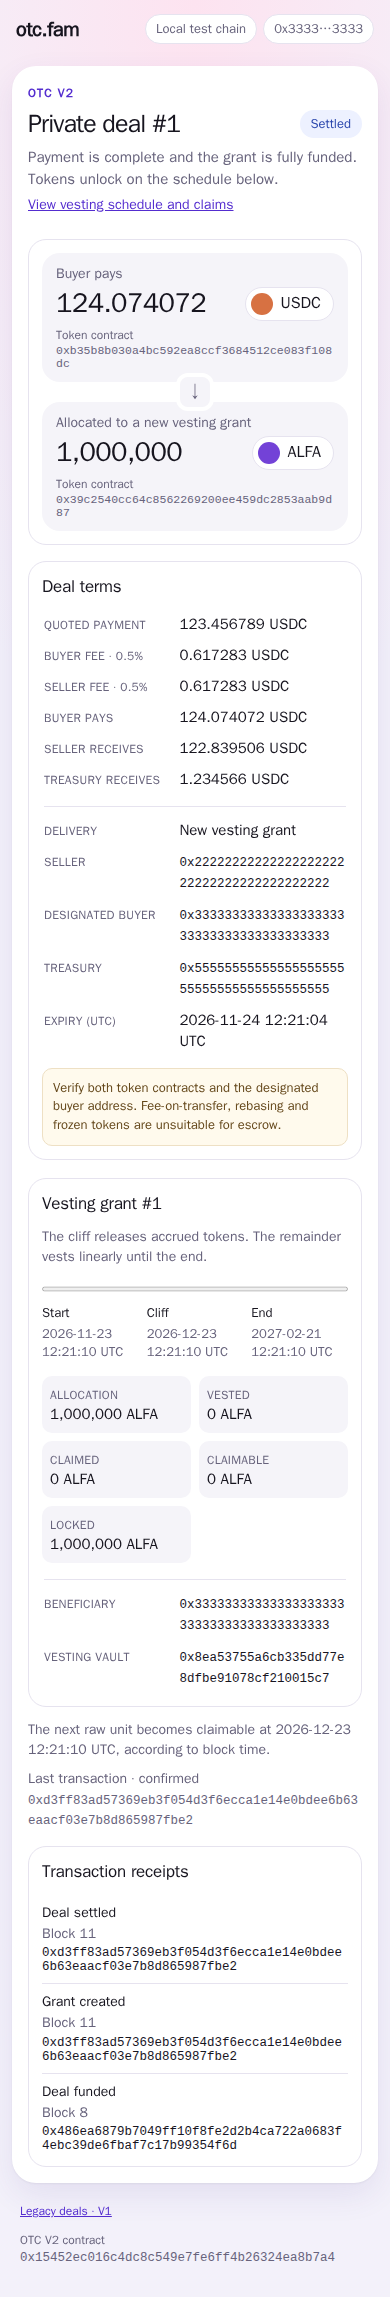 otc.fam
Local test chain
0x3333···3333
OTC V2
Private deal #1
Settled
Payment is complete and the grant is fully funded.
Tokens unlock on the schedule below.
View vesting schedule and claims
Buyer pays
124.074072
USDC
Token contract
0xb35b8b030a4bc592ea8ccf3684512ce083f108
dc
↓
Allocated to a new vesting grant
1,000,000
ALFA
Token contract
0x39c2540cc64c8562269200ee459dc2853aab9d
87
Deal terms
QUOTED PAYMENT
123.456789 USDC
BUYER FEE · 0.5%
0.617283 USDC
SELLER FEE · 0.5%
0.617283 USDC
BUYER PAYS
124.074072 USDC
SELLER RECEIVES
122.839506 USDC
TREASURY RECEIVES
1.234566 USDC
DELIVERY
New vesting grant
SELLER
0x22222222222222222222
22222222222222222222
DESIGNATED BUYER
0x33333333333333333333
33333333333333333333
TREASURY
0x55555555555555555555
55555555555555555555
EXPIRY (UTC)
2026-11-24 12:21:04
UTC
Verify both token contracts and the designated
buyer address. Fee-on-transfer, rebasing and
frozen tokens are unsuitable for escrow.
Vesting grant #1
The cliff releases accrued tokens. The remainder
vests linearly until the end.
Start
2026-11-23
12:21:10 UTC
Cliff
2026-12-23
12:21:10 UTC
End
2027-02-21
12:21:10 UTC
ALLOCATION
1,000,000 ALFA
VESTED
0 ALFA
CLAIMED
0 ALFA
CLAIMABLE
0 ALFA
LOCKED
1,000,000 ALFA
BENEFICIARY
0x33333333333333333333
33333333333333333333
VESTING VAULT
0x8ea53755a6cb335dd77e
8dfbe91078cf210015c7
The next raw unit becomes claimable at 2026-12-23
12:21:10 UTC, according to block time.
Last transaction · confirmed
0xd3ff83ad57369eb3f054d3f6ecca1e14e0bdee6b63
eaacf03e7b8d865987fbe2
Transaction receipts
Deal settled
Block 11
0xd3ff83ad57369eb3f054d3f6ecca1e14e0bdee
6b63eaacf03e7b8d865987fbe2
Grant created
Block 11
0xd3ff83ad57369eb3f054d3f6ecca1e14e0bdee
6b63eaacf03e7b8d865987fbe2
Deal funded
Block 8
0x486ea6879b7049ff10f8fe2d2b4ca722a0683f
4ebc39de6fbaf7c17b99354f6d
Legacy deals · V1
OTC V2 contract
0x15452ec016c4dc8c549e7fe6ff4b26324ea8b7a4